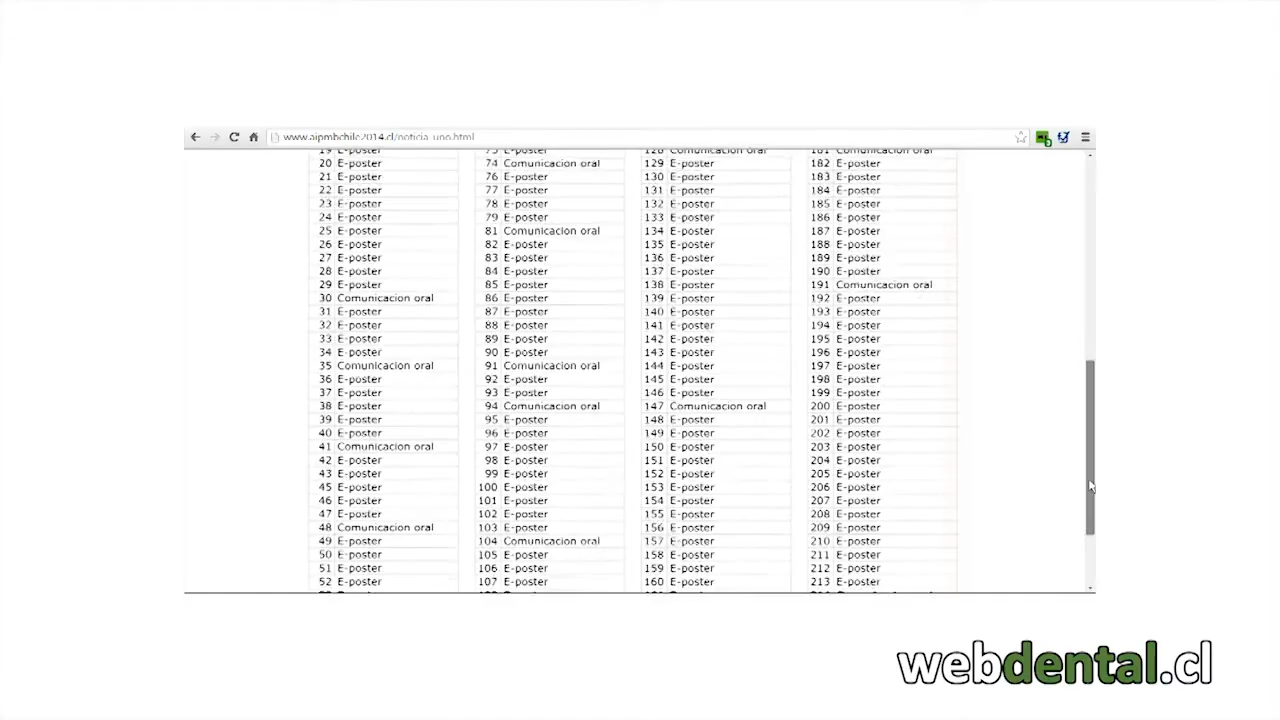 www.aipmbchile2014.cl/noticia_uno.html
19 E-poster 73 E-poster 128 Comunicacion oral 181 Comunicacion oral
20 E-poster 74 Comunicacion oral 129 E-poster 182 E-poster
21 E-poster 76 E-poster 130 E-poster 183 E-poster
22 E-poster 77 E-poster 131 E-poster 184 E-poster
23 E-poster 78 E-poster 132 E-poster 185 E-poster
24 E-poster 79 E-poster 133 E-poster 186 E-poster
25 E-poster 81 Comunicacion oral 134 E-poster 187 E-poster
26 E-poster 82 E-poster 135 E-poster 188 E-poster
27 E-poster 83 E-poster 136 E-poster 189 E-poster
28 E-poster 84 E-poster 137 E-poster 190 E-poster
29 E-poster 85 E-poster 138 E-poster 191 Comunicacion oral
30 Comunicacion oral 86 E-poster 139 E-poster 192 E-poster
31 E-poster 87 E-poster 140 E-poster 193 E-poster
32 E-poster 88 E-poster 141 E-poster 194 E-poster
33 E-poster 89 E-poster 142 E-poster 195 E-poster
34 E-poster 90 E-poster 143 E-poster 196 E-poster
35 Comunicacion oral 91 Comunicacion oral 144 E-poster 197 E-poster
36 E-poster 92 E-poster 145 E-poster 198 E-poster
37 E-poster 93 E-poster 146 E-poster 199 E-poster
38 E-poster 94 Comunicacion oral 147 Comunicacion oral 200 E-poster
39 E-poster 95 E-poster 148 E-poster 201 E-poster
40 E-poster 96 E-poster 149 E-poster 202 E-poster
41 Comunicacion oral 97 E-poster 150 E-poster 203 E-poster
42 E-poster 98 E-poster 151 E-poster 204 E-poster
43 E-poster 99 E-poster 152 E-poster 205 E-poster
45 E-poster 100 E-poster 153 E-poster 206 E-poster
46 E-poster 101 E-poster 154 E-poster 207 E-poster
47 E-poster 102 E-poster 155 E-poster 208 E-poster
48 Comunicacion oral 103 E-poster 156 E-poster 209 E-poster
49 E-poster 104 Comunicacion oral 157 E-poster 210 E-poster
50 E-poster 105 E-poster 158 E-poster 211 E-poster
51 E-poster 106 E-poster 159 E-poster 212 E-poster
52 E-poster 107 E-poster 160 E-poster 213 E-poster
webdental.cl